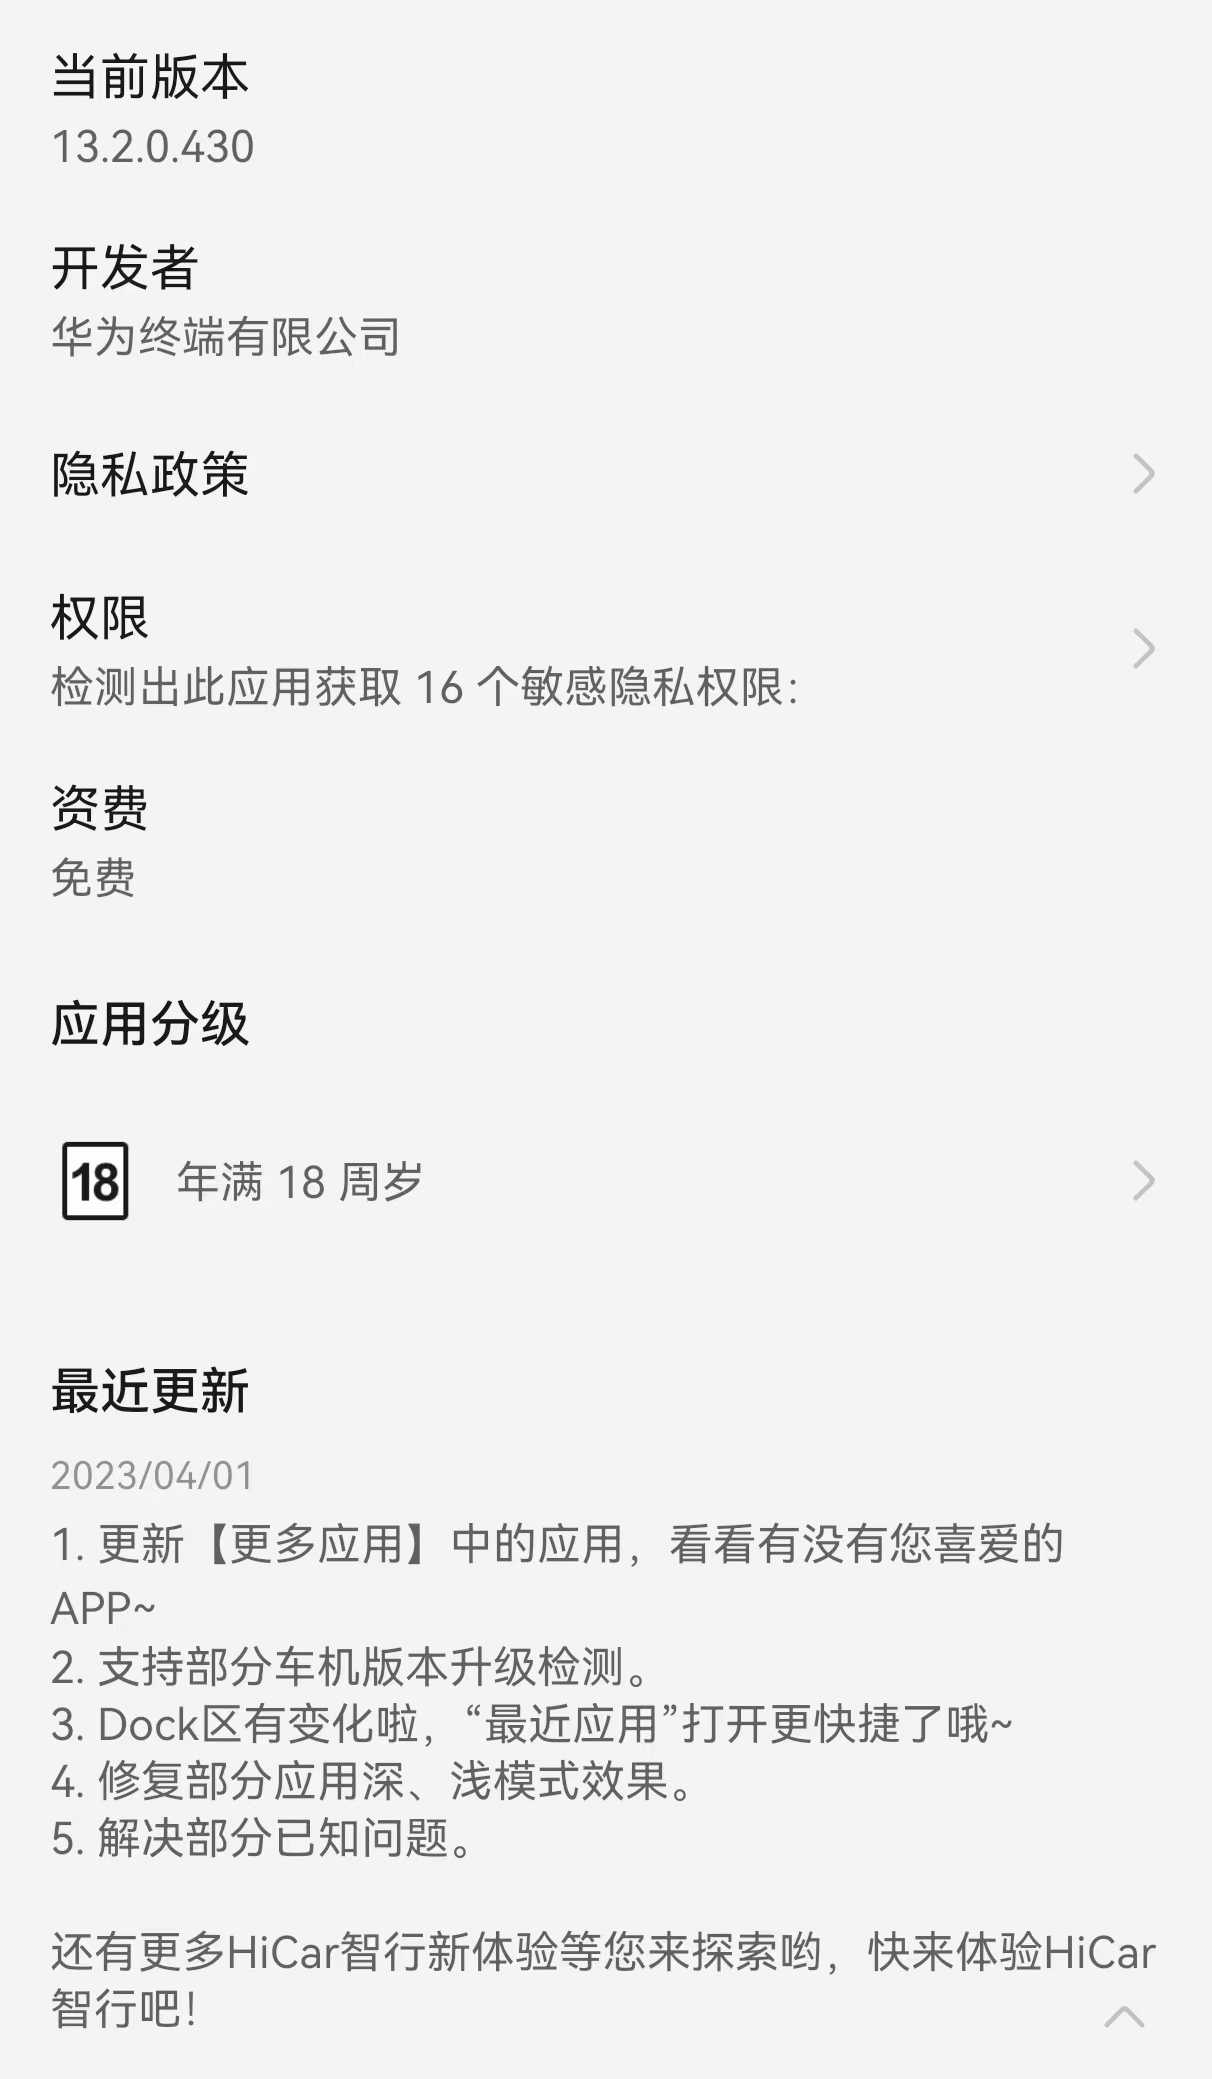 当前版本
13.2.0.430
开发者
华为终端有限公司
隐私政策
权限
检测出此应用获取 16 个敏感隐私权限：
资费
免费
应用分级
18 年满 18 周岁
最近更新
2023/04/01
1. 更新【更多应用】中的应用，看看有没有您喜爱的
APP~
2. 支持部分车机版本升级检测。
3. Dock区有变化啦，“最近应用”打开更快捷了哦~
4. 修复部分应用深、浅模式效果。
5. 解决部分已知问题。
还有更多HiCar智行新体验等您来探索哟，快来体验HiCar
智行吧！